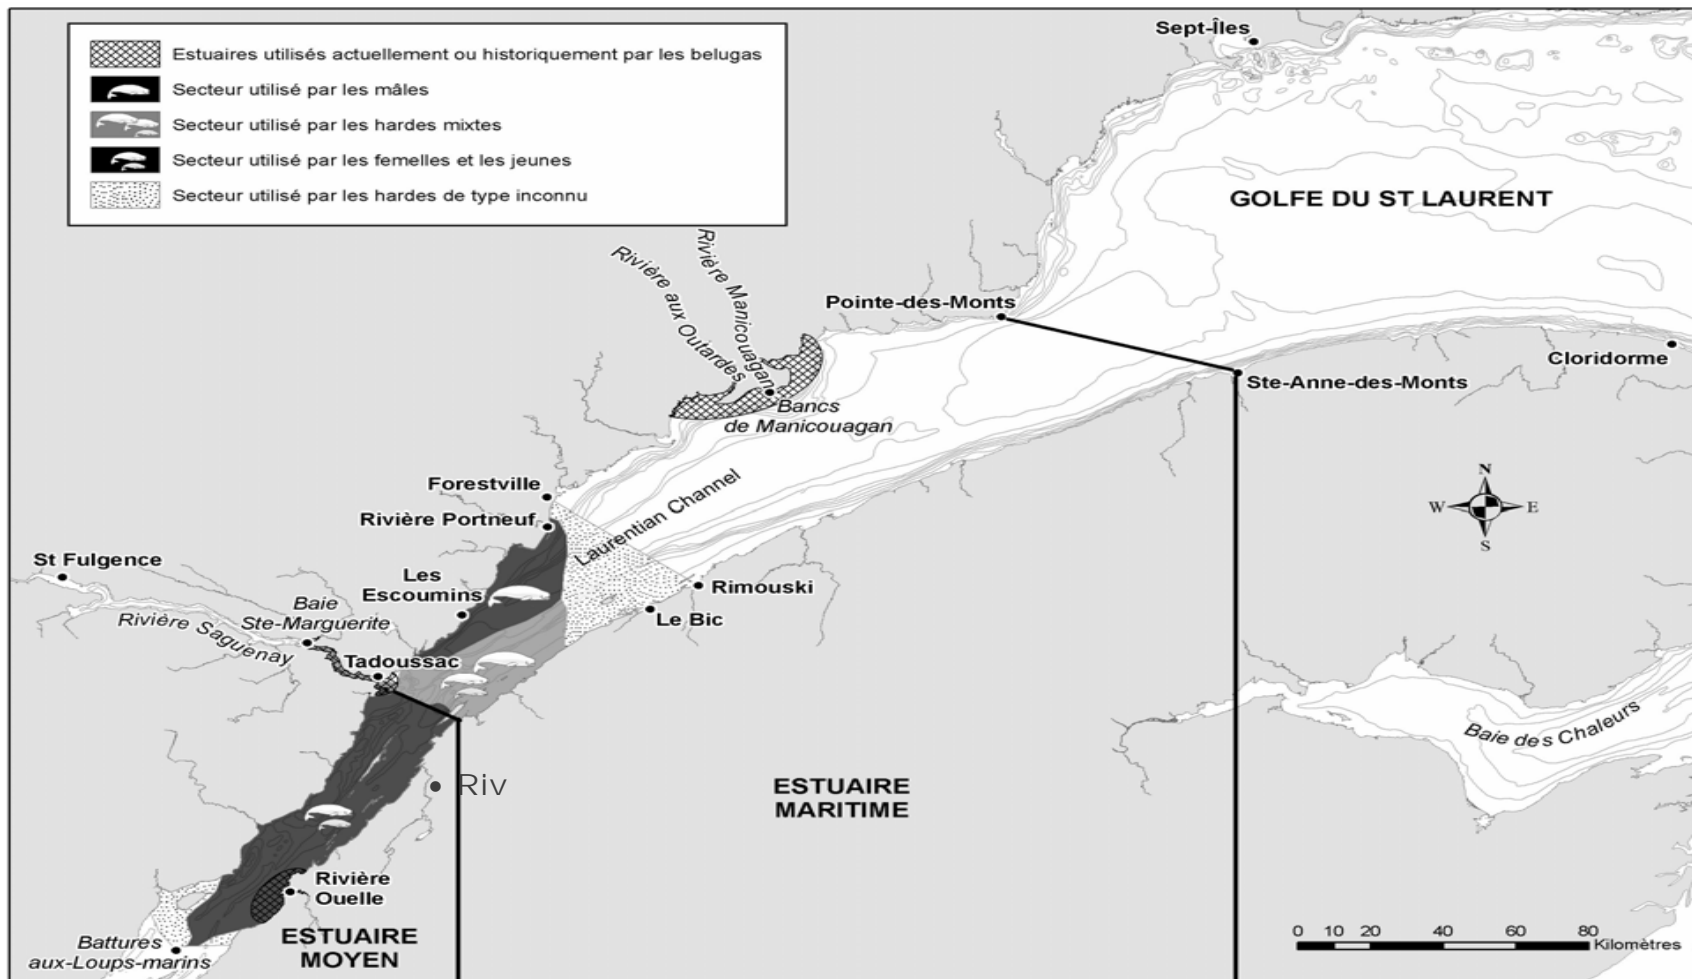 Estuaires utilisés actuellement ou historiquement par les belugas
Secteur utilisé par les mâles
Secteur utilisé par les hardes mixtes
Secteur utilisé par les femelles et les jeunes
Secteur utilisé par les hardes de type inconnu
Sept-Îles
GOLFE DU ST LAURENT
Rivière Manicouagan
Rivière aux Outardes
Pointe-des-Monts
Cloridorme
Ste-Anne-des-Monts
Bancs
de Manicouagan
Forestville
Laurentian Channel
Rivière Portneuf
St Fulgence
Les
Escoumins
Rimouski
Le Bic
Baie
Ste-Marguerite
Rivière Saguenay
Tadoussac
N
W E
S
Baie des Chaleurs
Riv
ESTUAIRE
MARITIME
Rivière
Ouelle
ESTUAIRE
MOYEN
Battures
aux-Loups-marins
0 10 20 40 60 80
Kilomètres